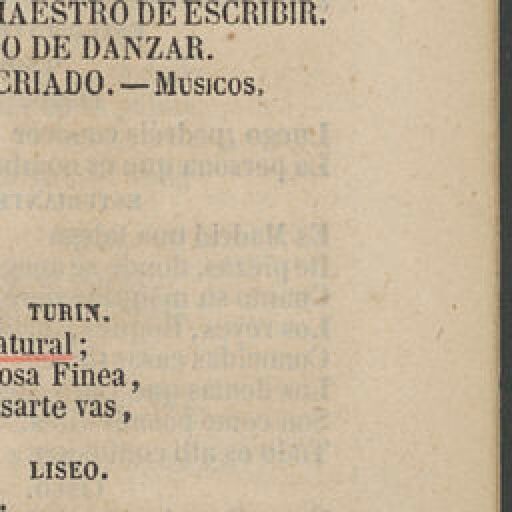 MAESTRO DE ESCRIBIR.
O DE DANZAR.
CRIADO.—MUSICOS.
TURIN.
atural;
osa Finea,
sarte vas,
LISEO.